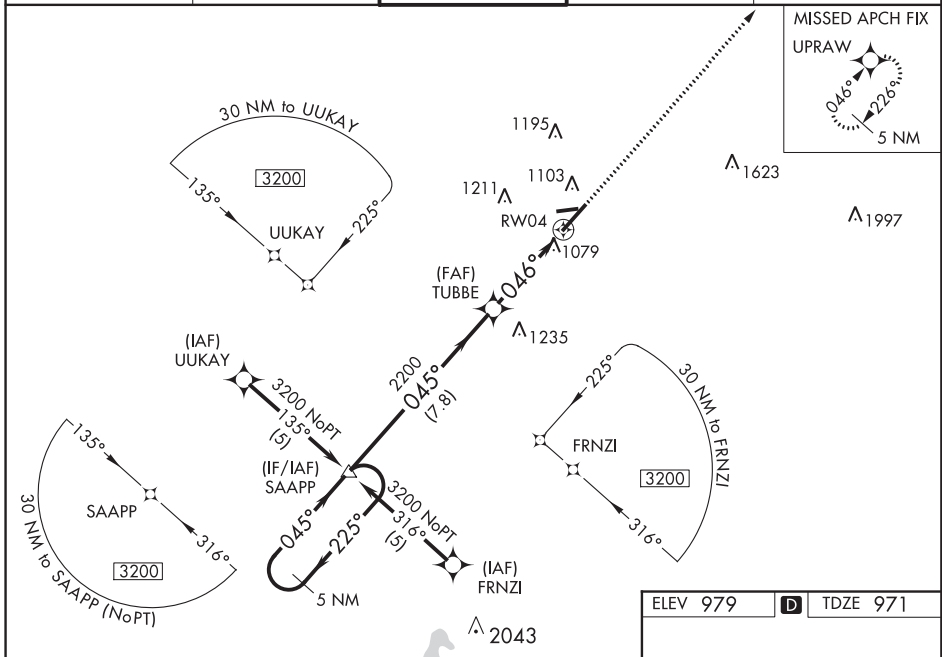 MISSED APCH FIX
UPRAW
046°
226°
5 NM
30 NM to UUKAY
3200
135°
225°
UUKAY
1195
1103
1211
RW04
1079
1623
1997
(FAF)
TUBBE
046°
1235
(IAF)
UUKAY
3200 NoPT
135°
(5)
2200
045°
(7.8)
(IF/IAF)
SAAPP
045°
225°
5 NM
3200 NoPT
316°
(5)
(IAF)
FRNZI
2043
135°
SAAPP
316°
3200
30 NM to SAAPP (NoPT)
225°
30 NM to FRNZI
FRNZI
3200
316°
ELEV 979 D TDZE 971